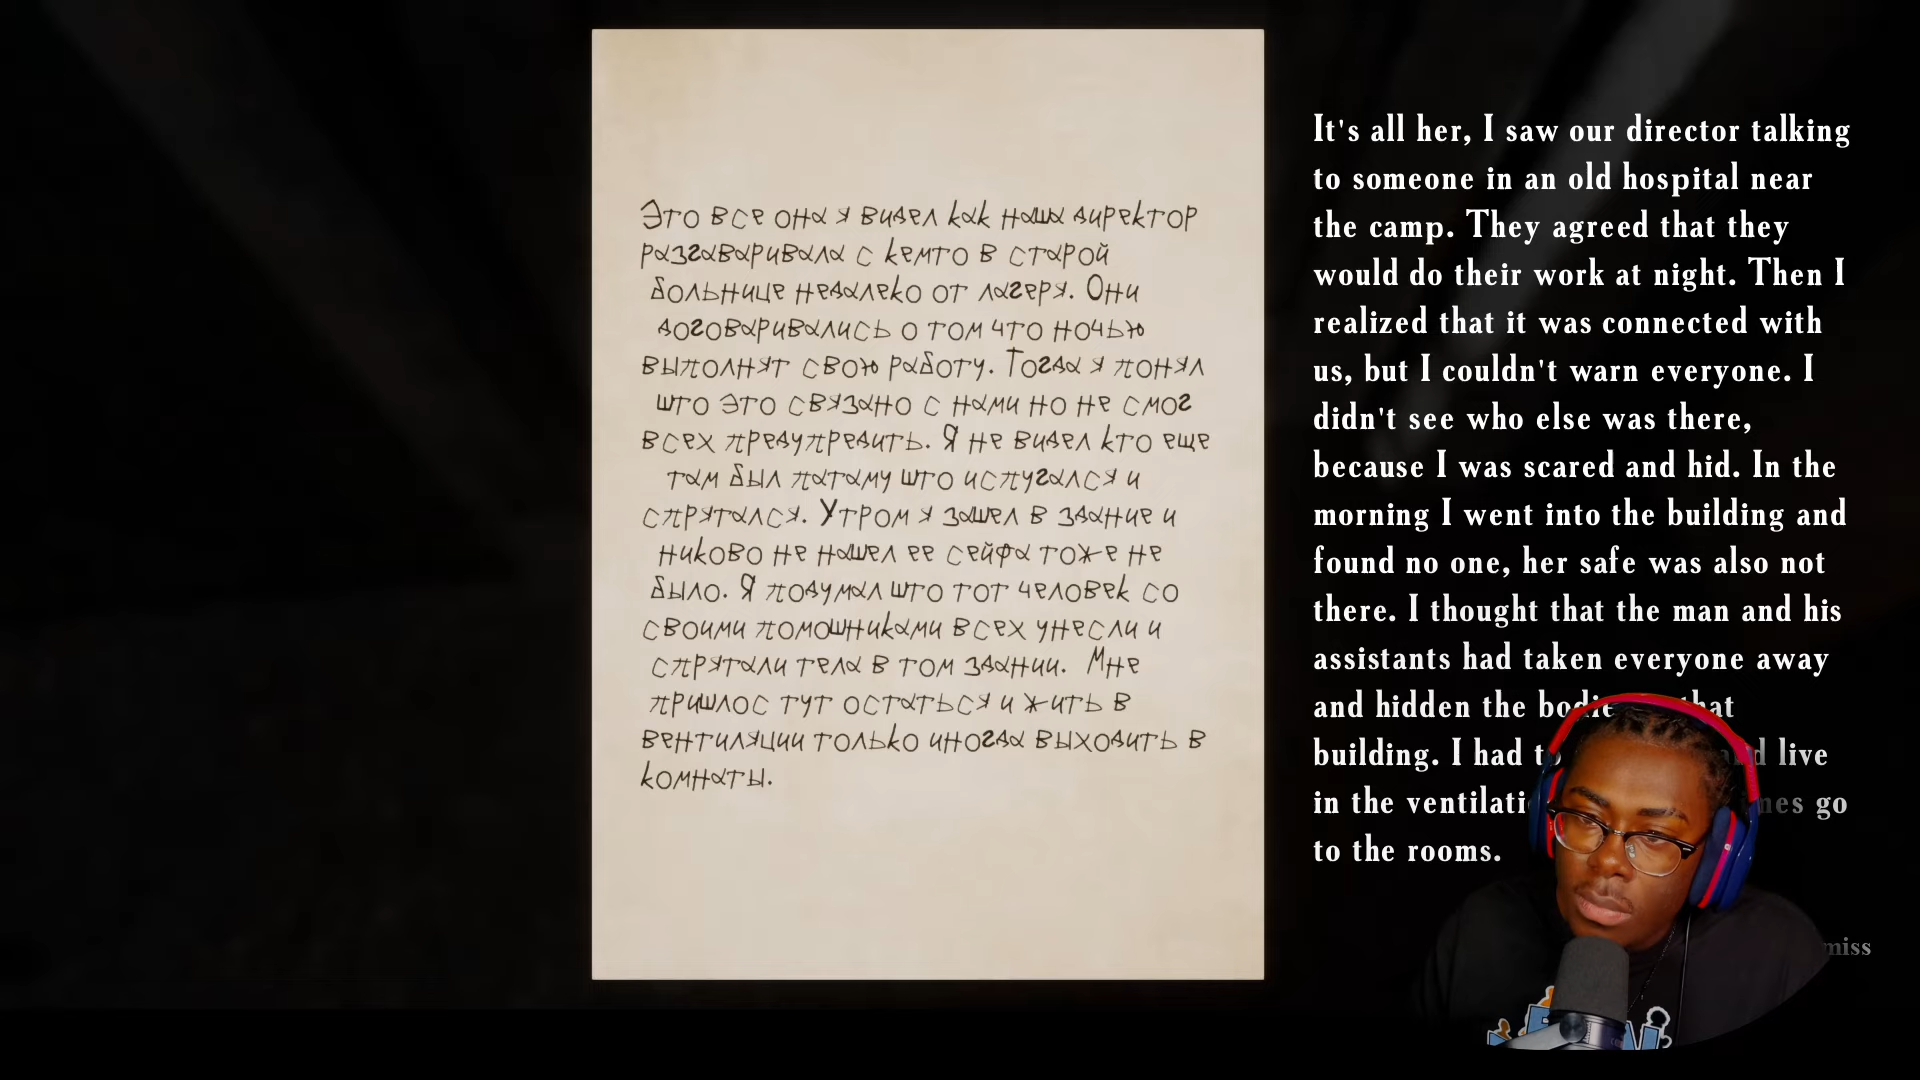 Это все она я видел как наша директор
разгаваривала с кемто в старой
больнице недалеко от лагеря. Они
договаривались о том что ночью
выполнят свою работу. Тогда я понял
што это связано с нами но не смог
всех предупредить. Я не видел кто еще
там был патаму што испугался и
спрятался. Утром я зашел в здание и
никово не нашел ее сейфа тоже не
было. Я подумал што тот человек со
своими помошниками всех унесли и
спрятали тела в том здании. Мне
пришлос тут остаться и жить в
вентиляции только иногда выходить в
комнаты.
It's all her, I saw our director talking
to someone in an old hospital near
the camp. They agreed that they
would do their work at night. Then I
realized that it was connected with
us, but I couldn't warn everyone. I
didn't see who else was there,
because I was scared and hid. In the
morning I went into the building and
found no one, her safe was also not
there. I thought that the man and his
assistants had taken everyone away
and hidden the that
building. I had live
in the go
to the rooms.